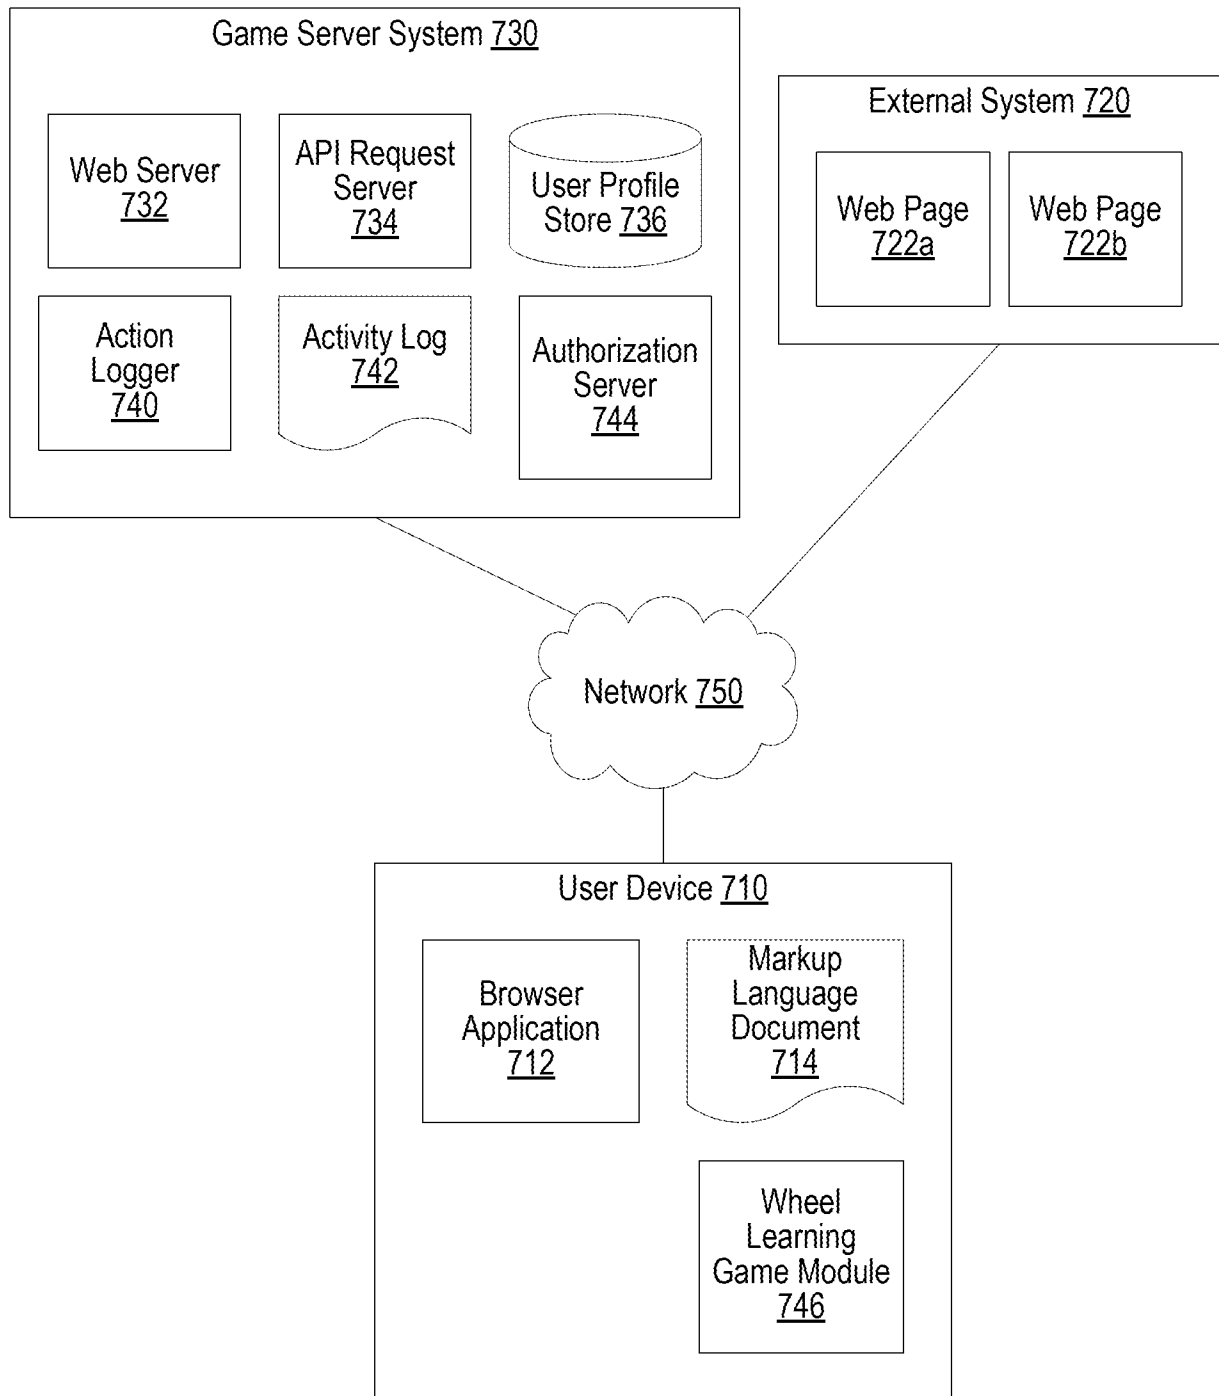 Game Server System 730
Web Server
732
API Request
Server
734
User Profile
Store 736
Action
Logger
740
Activity Log
742
Authorization
Server
744
External System 720
Web Page
722a
Web Page
722b
Network 750
User Device 710
Browser
Application
712
Markup
Language
Document
714
Wheel
Learning
Game Module
746